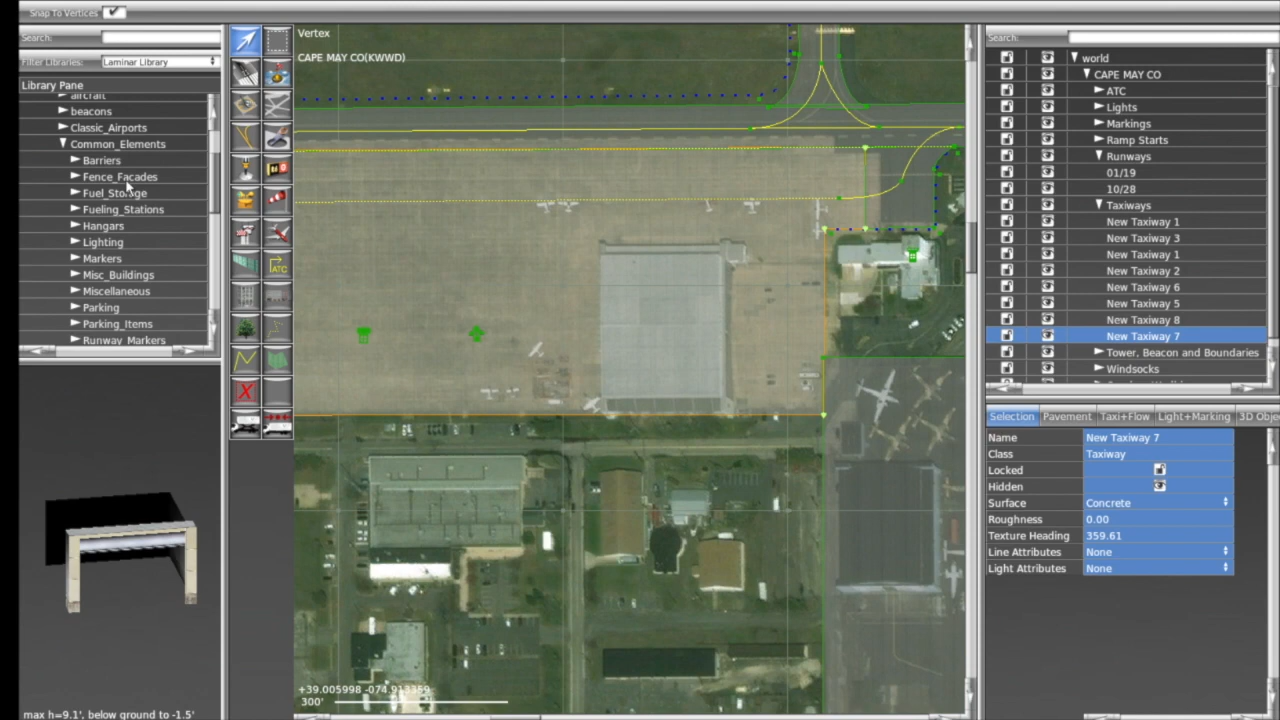 Snap To Vertices
Search:
Filter Libraries: Laminar Library
Library Pane
aircraft
beacons
Classic_Airports
Common_Elements
Barriers
Fence_Facades
Fuel_Storage
Fueling_Stations
Hangars
Lighting
Markers
Misc_Buildings
Miscellaneous
Parking
Parking_Items
Runway_Markers
max h=9.1', below ground to -1.5'
ATC
Vertex
CAPE MAY CO(KWWD)
+39.005998 -074.913359
300'
Search:
world
CAPE MAY CO
ATC
Lights
Markings
Ramp Starts
Runways
01/19
10/28
Taxiways
New Taxiway 1
New Taxiway 3
New Taxiway 1
New Taxiway 2
New Taxiway 6
New Taxiway 5
New Taxiway 8
New Taxiway 7
Tower, Beacon and Boundaries
Windsocks
Selection Pavement Taxi+Flow Light+Marking 3D Obje
Name New Taxiway 7
Class Taxiway
Locked
Hidden
Surface Concrete
Roughness 0.00
Texture Heading 359.61
Line Attributes None
Light Attributes None